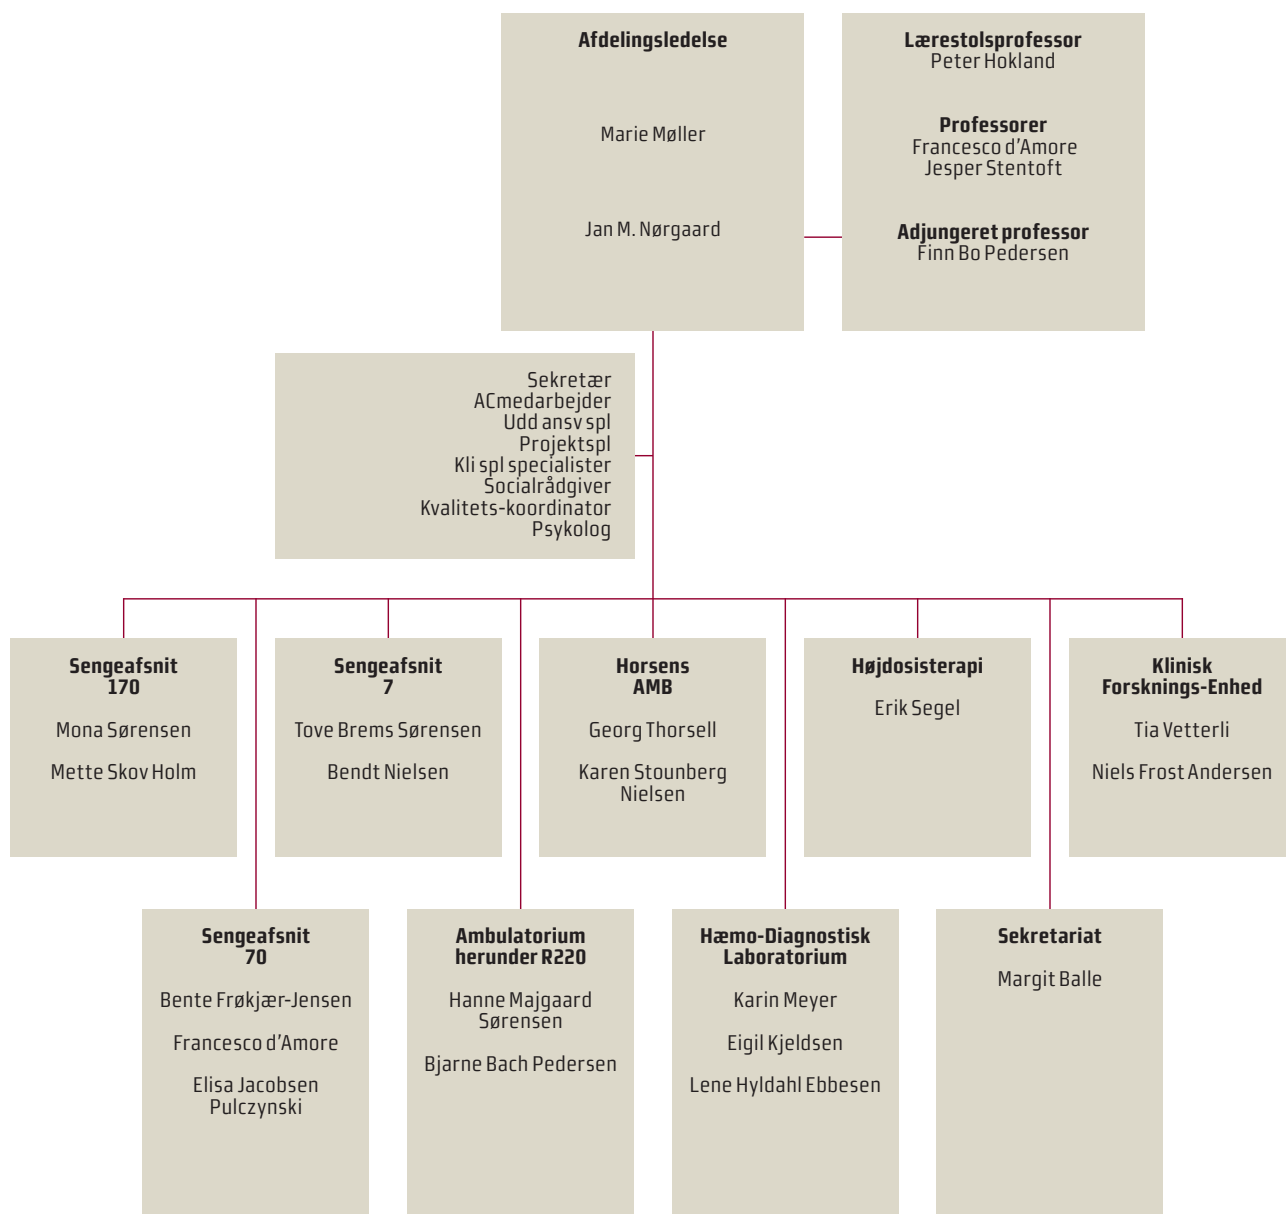 Afdelingsledelse
Marie Møller
Jan M. Nørgaard
Lærestolsprofessor
Peter Hokland
Professorer
Francesco d’Amore
Jesper Stentoft
Adjungeret professor
Finn Bo Pedersen
Sekretær
ACmedarbejder
Udd ansv spl
Projektspl
Kli spl specialister
Socialrådgiver
Kvalitets-koordinator
Psykolog
Sengeafsnit
170
Mona Sørensen
Mette Skov Holm
Sengeafsnit
7
Tove Brems Sørensen
Bendt Nielsen
Horsens
AMB
Georg Thorsell
Karen Stounberg
Nielsen
Højdosisterapi
Erik Segel
Klinisk
Forsknings-Enhed
Tia Vetterli
Niels Frost Andersen
Sengeafsnit
70
Bente Frøkjær-Jensen
Francesco d’Amore
Elisa Jacobsen
Pulczynski
Ambulatorium
herunder R220
Hanne Majgaard
Sørensen
Bjarne Bach Pedersen
Hæmo-Diagnostisk
Laboratorium
Karin Meyer
Eigil Kjeldsen
Lene Hyldahl Ebbesen
Sekretariat
Margit Balle